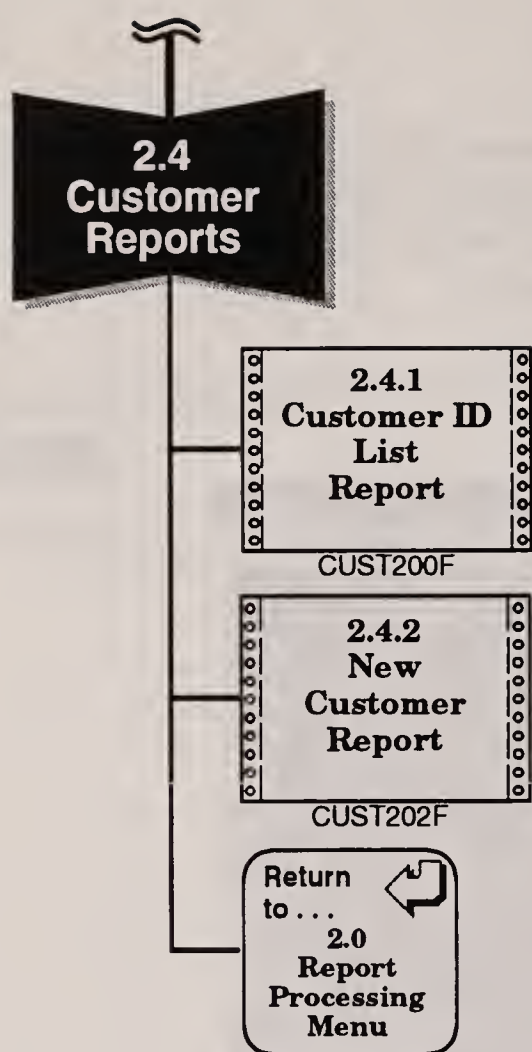 2.4
Customer
Reports
2.4.1
Customer ID
List
Report
CUST200F
2.4.2
New
Customer
Report
CUST202F
Return
to . . .
2.0
Report
Processing
Menu